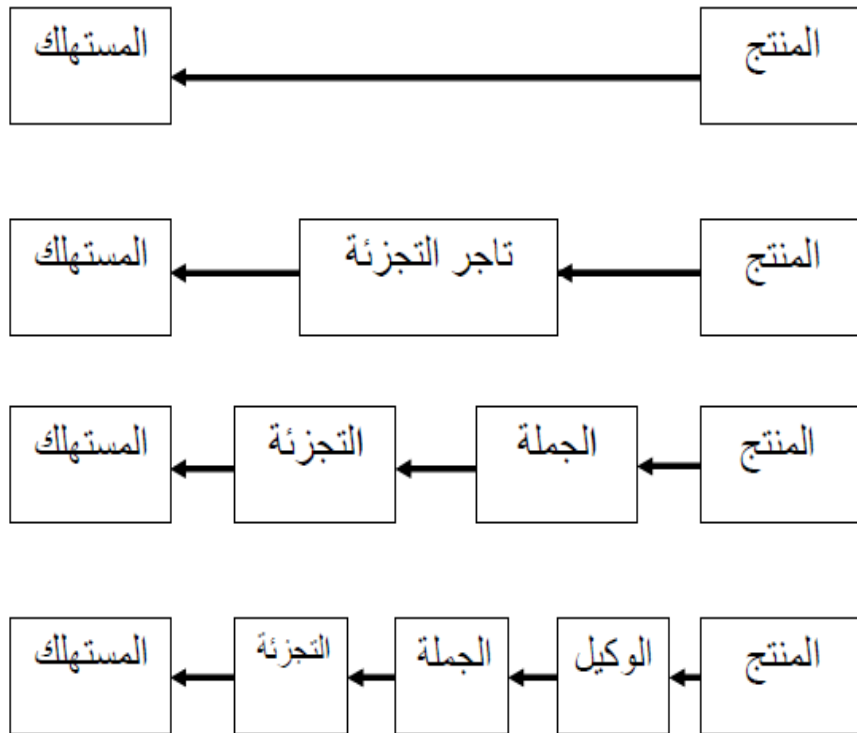 المنتج
المستهلك
المنتج
تاجر التجزئة
المستهلك
المنتج
الجملة
التجزئة
المستهلك
المنتج
الوكيل
الجملة
التجزئة
المستهلك